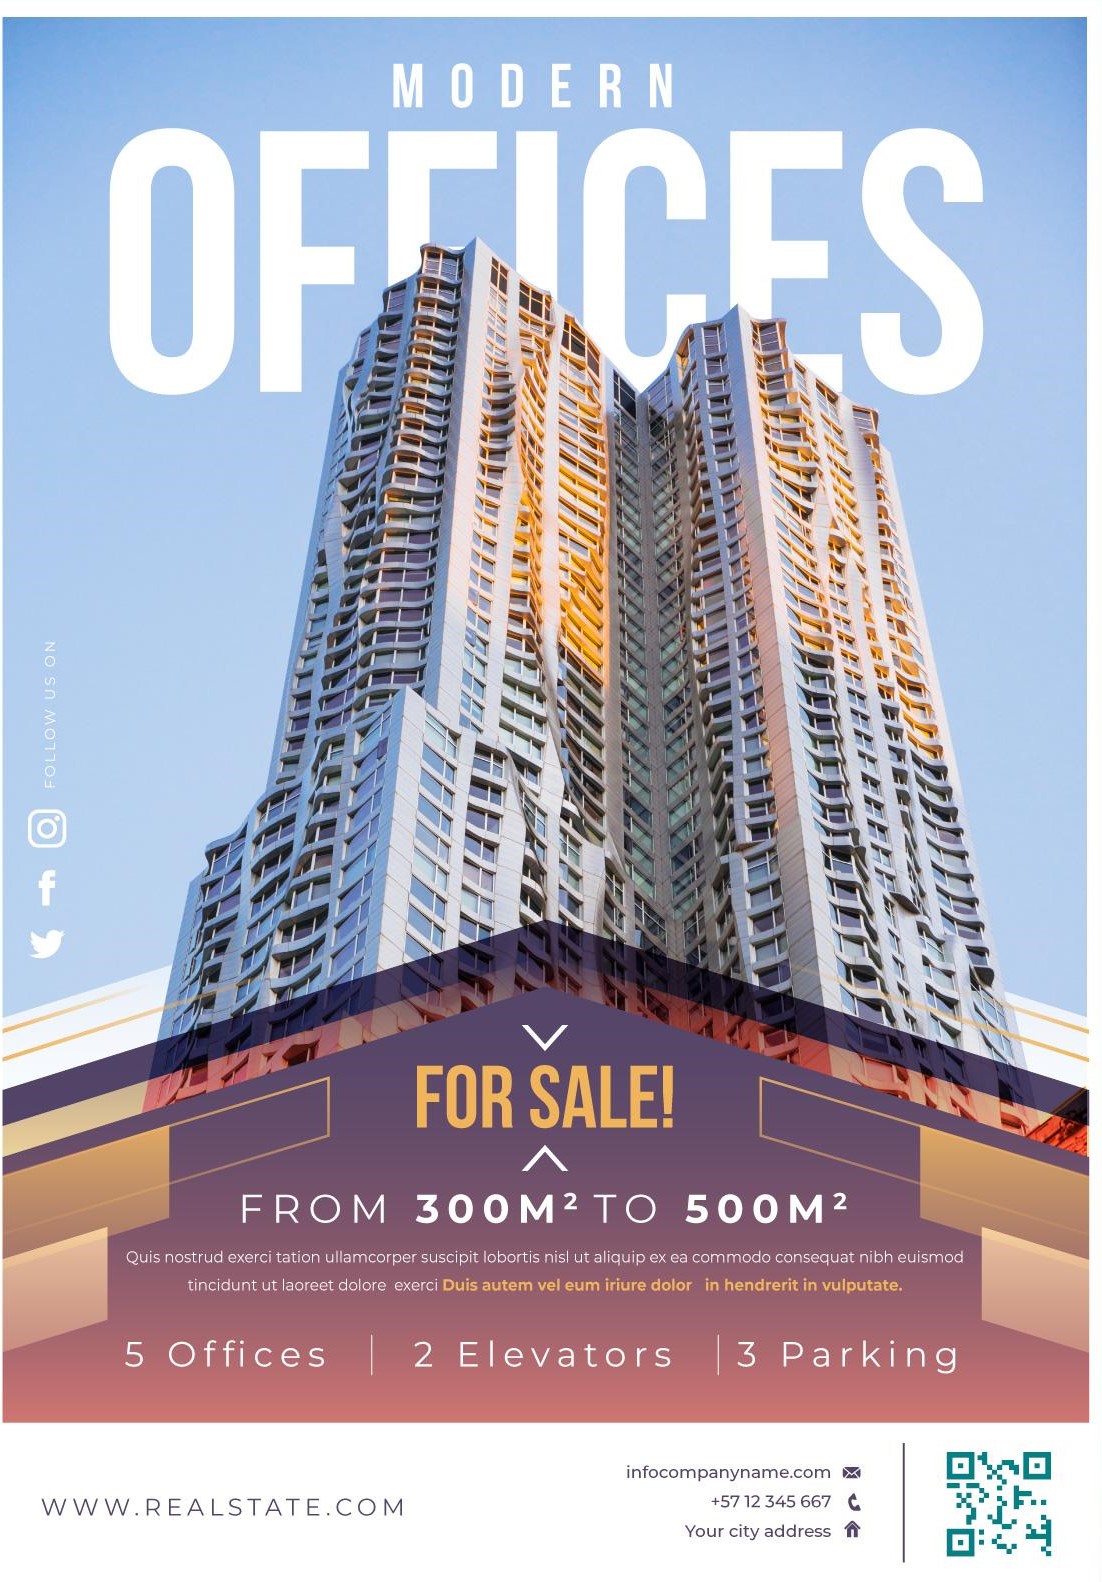 MODERN
OFFICES
FOLLOW US ON
FOR SALE!
FROM 300M² TO 500M²
Quis nostrud exerci tation ullamcorper suscipit lobortis nisl ut aliquip ex ea commodo consequat nibh euismod
tincidunt ut laoreet dolore exerci Duis autem vel eum iriure dolor in hendrerit in vulputate.
5 Offices | 2 Elevators | 3 Parking
WWW.REALSTATE.COM
infocompanyname.com
+57 12 345 667
Your city address